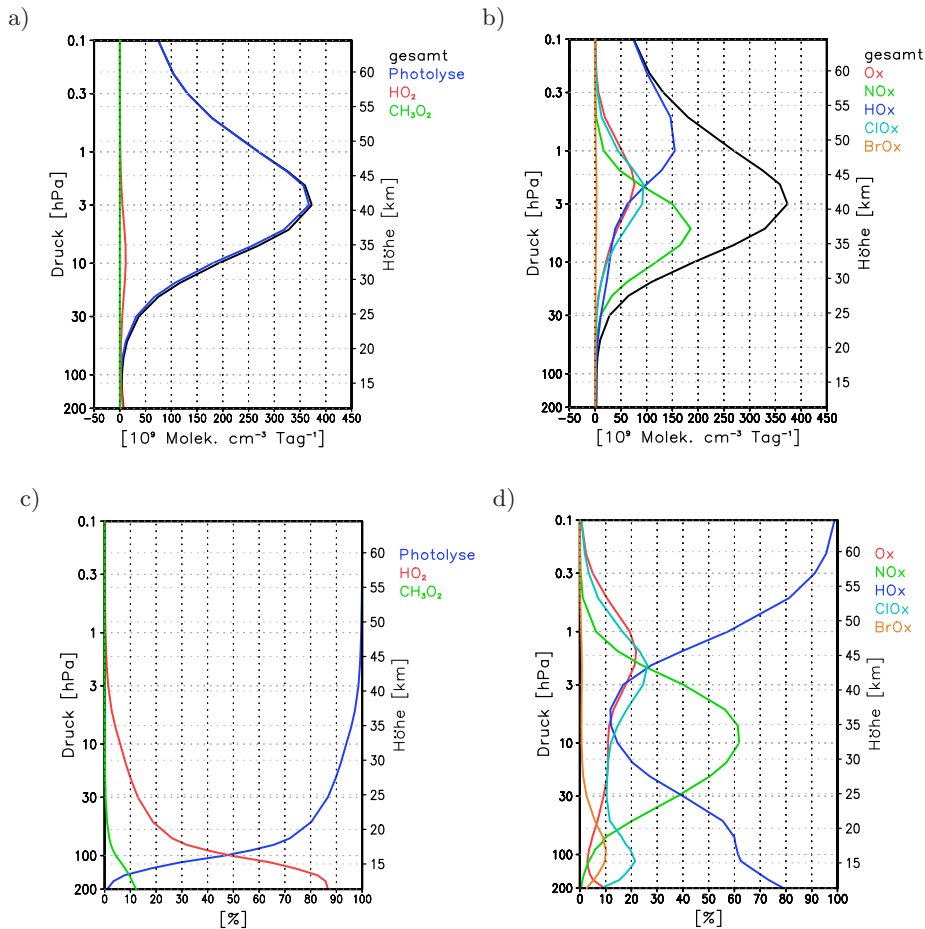 a)
0.1
0.3
1
3
10
30
100
200
Druck [hPa]
-50 0 50 100 150 200 250 300 350 400 450
[10⁹ Molek. cm⁻³ Tag⁻¹]
60
55
50
45
40
35
30
25
20
15
Höhe [km]
gesamt
Photolyse
HO₂
CH₃O₂
b)
0.1
0.3
1
3
10
30
100
200
Druck [hPa]
-50 0 50 100 150 200 250 300 350 400 450
[10⁹ Molek. cm⁻³ Tag⁻¹]
60
55
50
45
40
35
30
25
20
15
Höhe [km]
gesamt
Ox
NOx
HOx
ClOx
BrOx
c)
0.1
0.3
1
3
10
30
100
200
Druck [hPa]
0 10 20 30 40 50 60 70 80 90 100
[%]
60
55
50
45
40
35
30
25
20
15
Höhe [km]
Photolyse
HO₂
CH₃O₂
d)
0.1
0.3
1
3
10
30
100
200
Druck [hPa]
0 10 20 30 40 50 60 70 80 90 100
[%]
60
55
50
45
40
35
30
25
20
15
Höhe [km]
Ox
NOx
HOx
ClOx
BrOx